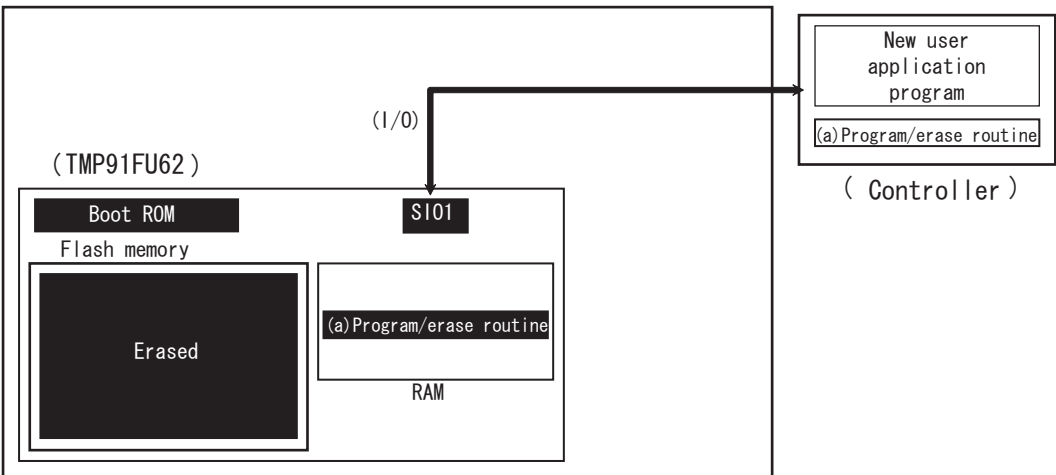 New user
application
program
(I/O)
(a)Program/erase routine
(TMP91FU62)
( Controller )
Boot ROM
SIO1
Flash memory
(a)Program/erase routine
Erased
RAM